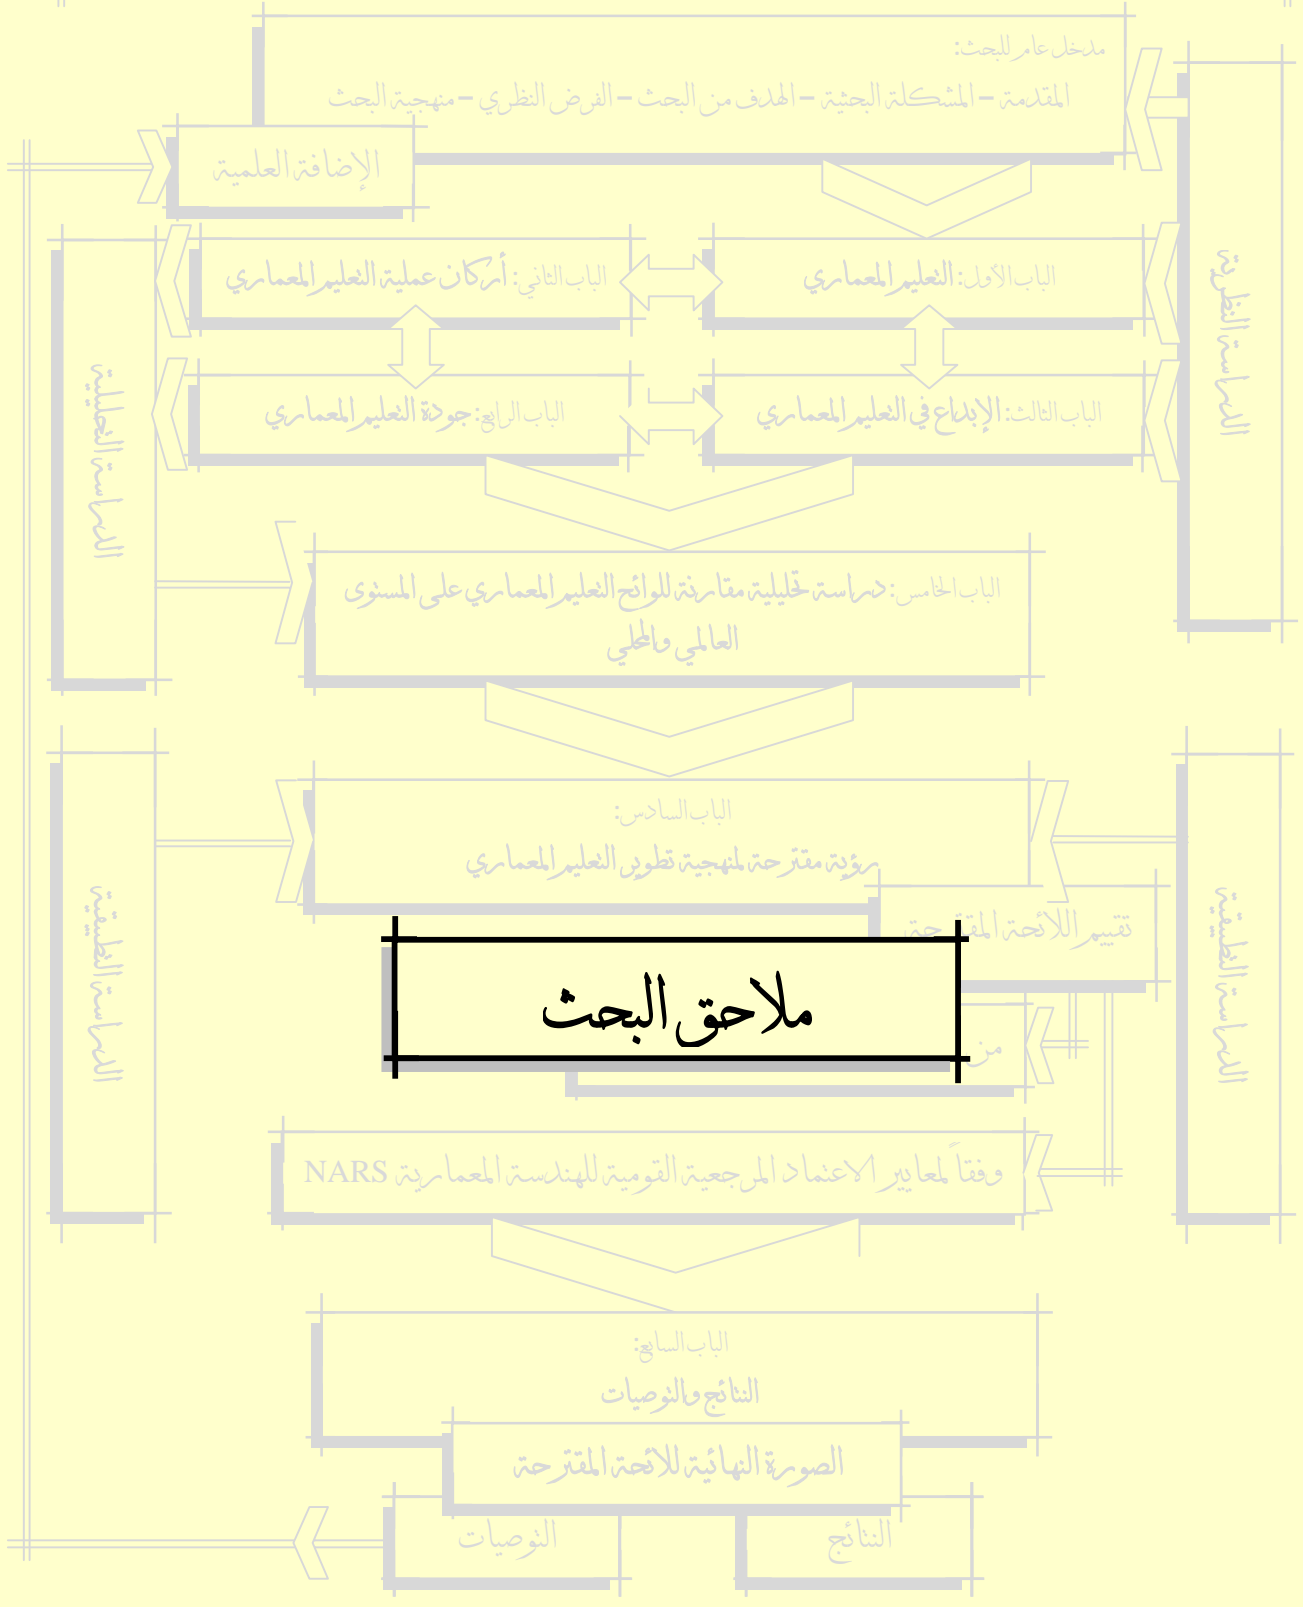 مدخل عام للبحث:
المقدمة – المشكلة البحثية – الهدف من البحث – الفرض النظري – منهجية البحث
الإضافة العلمية
الدراسة النظرية
الباب الأول: التعليم المعماري
الباب الثاني: أركان عملية التعليم المعماري
الباب الثالث: الإبداع في التعليم المعماري
الباب الرابع: جودة التعليم المعماري
الدراسة التحليلية
الباب الخامس: دراسة تحليلية مقارنة للوائح التعليم المعماري على المستوى
العالمي والمحلي
الباب السادس:
رؤية مقترحة لمنهجية تطوير التعليم المعماري
تقييم اللائحة المقترحة
الدراسة التطبيقية
الدراسة التطبيقية
ملاحق البحث
من
وفقاً لمعايير الاعتماد المرجعية القومية للهندسة المعمارية NARS
الباب السابع:
النتائج والتوصيات
الصورة النهائية للائحة المقترحة
النتائج
التوصيات